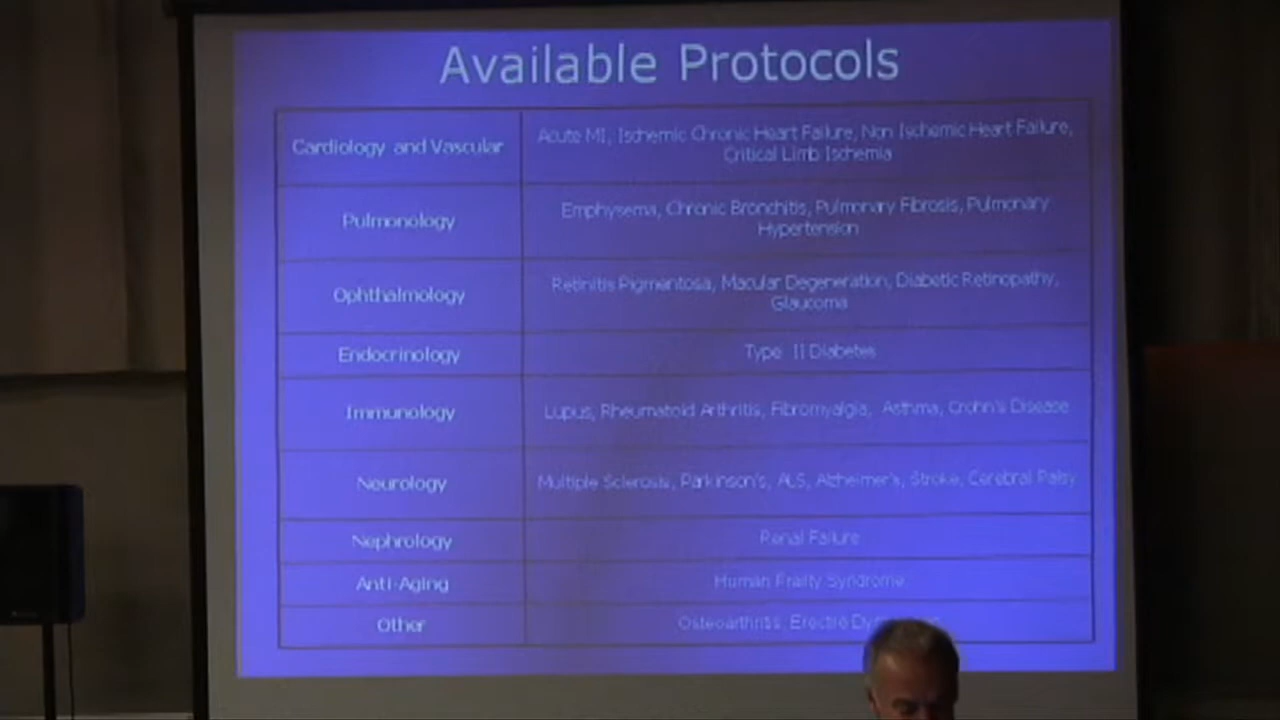 Available Protocols
Cardiology and Vascular
Acute MI, Ischemic Chronic Heart Failure, Non Ischemic Heart Failure,
Critical Limb Ischemia
Pulmonology
Emphysema, Chronic Bronchitis, Pulmonary Fibrosis, Pulmonary
Hypertension
Ophthalmology
Retinitis Pigmentosa, Macular Degeneration, Diabetic Retinopathy,
Glaucoma
Endocrinology
Type II Diabetes
Immunology
Lupus, Rheumatoid Arthritis, Fibromyalgia, Asthma, Crohn's Disease
Neurology
Multiple Sclerosis, Parkinson's, ALS, Alzheimer's, Stroke, Cerebral Palsy
Nephrology
Renal Failure
Anti-Aging
Human Frailty Syndrome
Other
Osteoarthritis